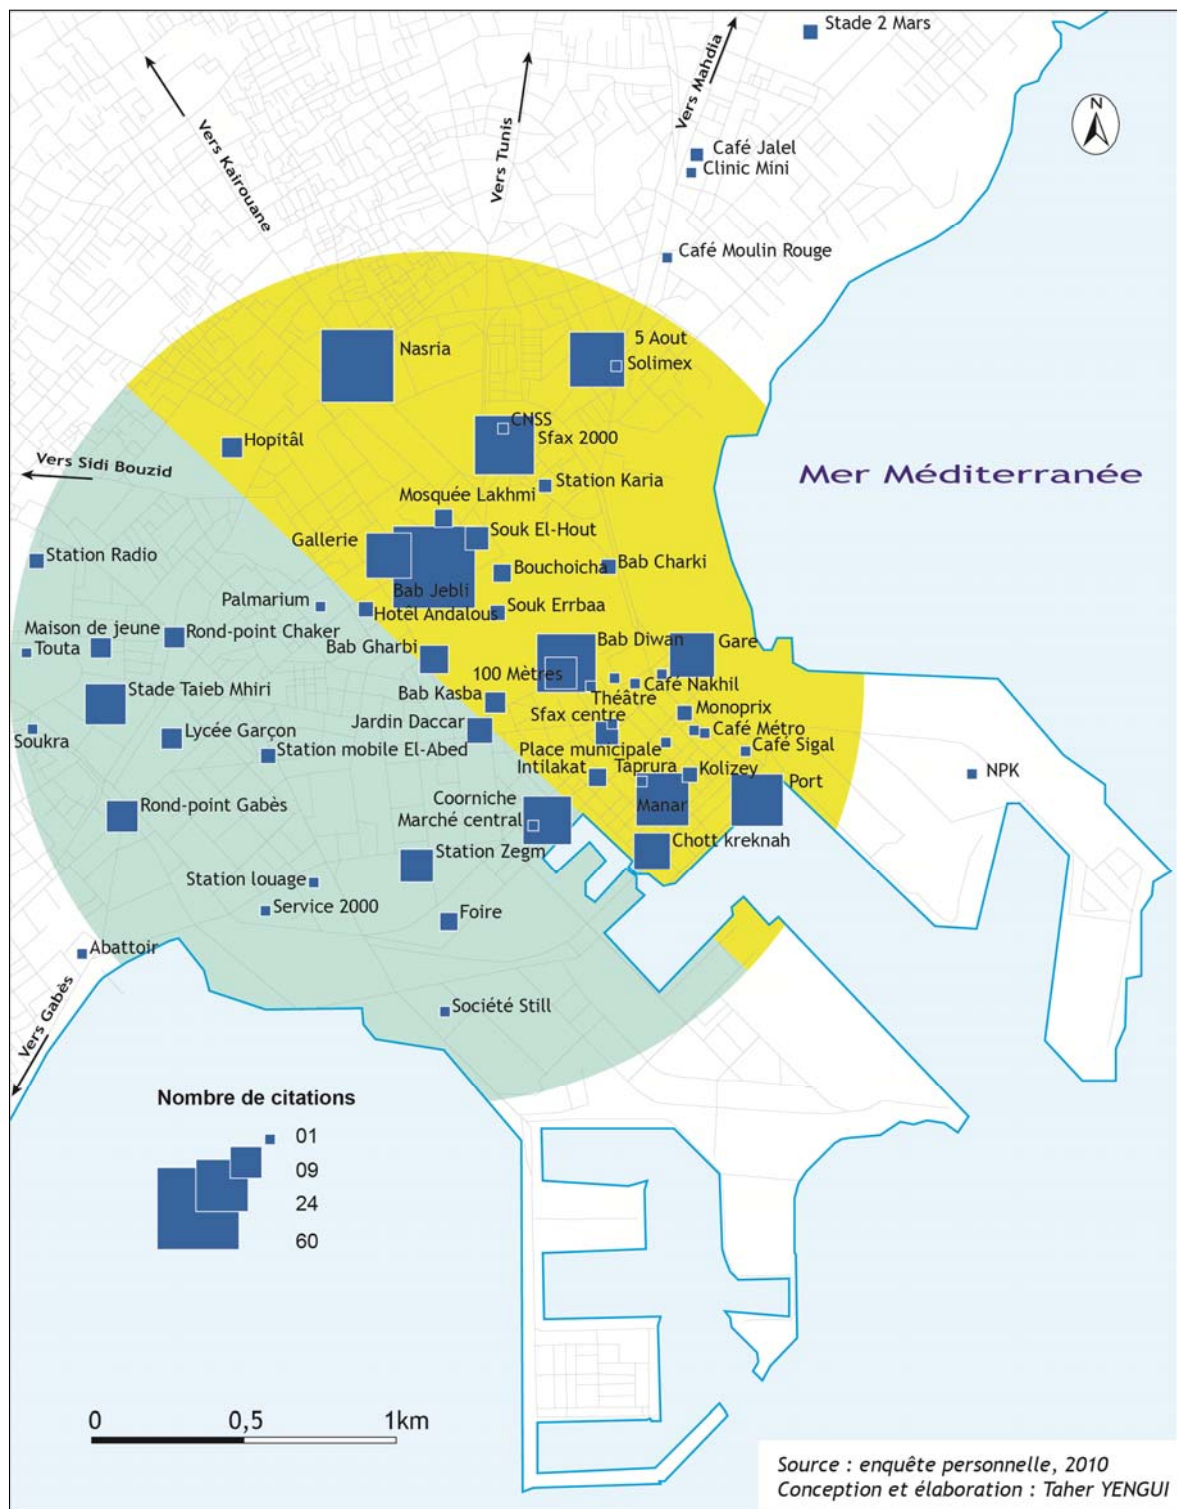 Stade 2 Mars
Vers Mahdia
N
Vers Tunis
Vers Kairouane
Café Jalel
Clinic Mini
Café Moulin Rouge
5 Aout
Nasria
Solimex
CNSS
Sfax 2000
Hopitâl
Vers Sidi Bouzid
Mer Méditerranée
Station Karia
Mosquée Lakhmi
Souk El-Hout
Gallerie
Station Radio
Bab Charki
Bouchoicha
Bab Jebli
Palmarium
Souk Errbaa
Hotêl Andalous
Maison de jeune
Rond-point Chaker
Bab Diwan
Gare
Touta
Bab Gharbi
100 Mètres
Café Nakhil
Stade Taieb Mhiri
Bab Kasba
Théâtre
Monoprix
Sfax centre
Jardin Daccar
Café Métro
Soukra
Lycée Garçon
Station mobile El-Abed
Place municipale
Café Sigal
Intilakat
Taprura
Kolizey
NPK
Port
Rond-point Gabès
Coorniche
Manar
Marché central
Chott kreknah
Station Zegm
Station louage
Service 2000
Foire
Abattoir
Société Still
Vers Gabès
Nombre de citations
01
09
24
60
0 0,5 1km
Source : enquête personnelle, 2010
Conception et élaboration : Taher YENGUI